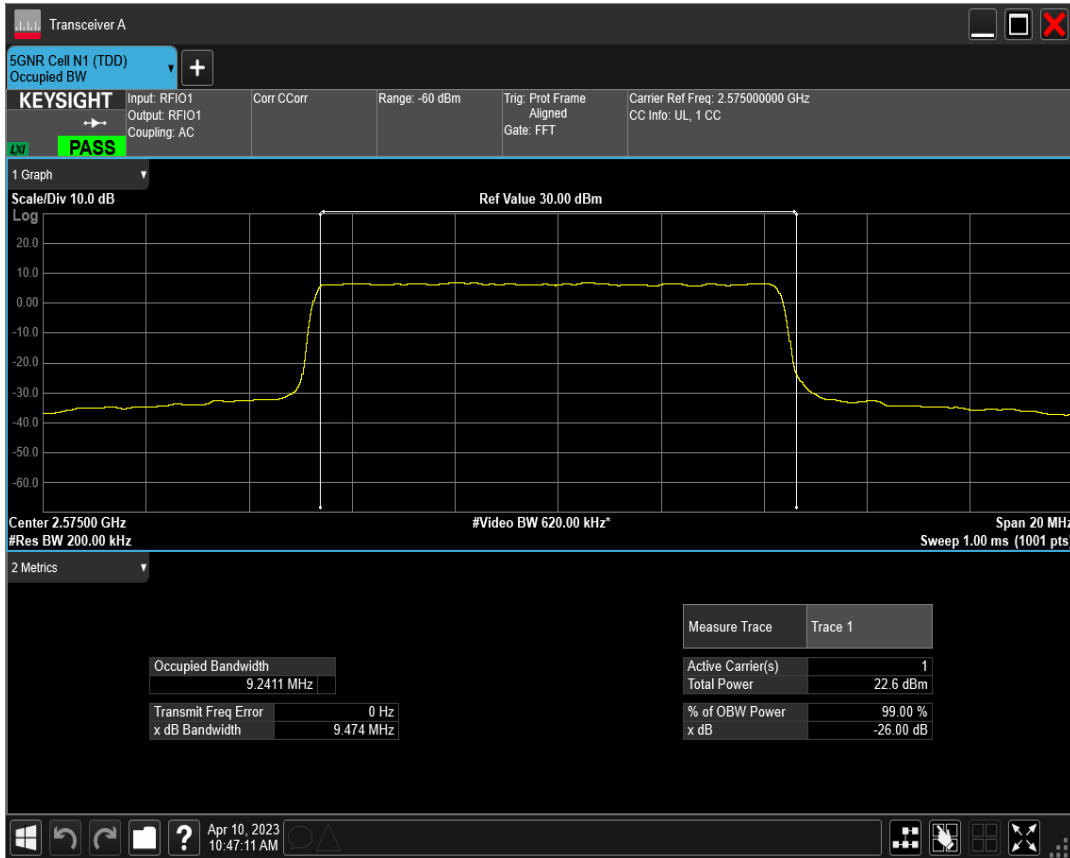 Transceiver A
5GNR Cell N1 (TDD)
Occupied BW
+
KEYSIGHT
LXI
PASS
Input: RFIO1
Output: RFIO1
Coupling: AC
Corr CCorr
Range: -60 dBm
Trig: Prot Frame
Aligned
Gate: FFT
Carrier Ref Freq: 2.575000000 GHz
CC Info: UL, 1 CC
1 Graph
Scale/Div 10.0 dB
Ref Value 30.00 dBm
Log
20.0
10.0
0.00
-10.0
-20.0
-30.0
-40.0
-50.0
-60.0
Center 2.57500 GHz
#Video BW 620.00 kHz*
Span 20 MHz
#Res BW 200.00 kHz
Sweep 1.00 ms (1001 pts)
2 Metrics
Measure Trace Trace 1
Occupied Bandwidth
9.2411 MHz
Active Carrier(s) 1
Total Power 22.6 dBm
Transmit Freq Error 0 Hz
x dB Bandwidth 9.474 MHz
% of OBW Power 99.00 %
x dB -26.00 dB
?
Apr 10, 2023
10:47:11 AM